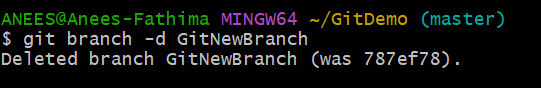 ANEES@Anees-Fathima MINGW64 ~/GitDemo (master)
$ git branch -d GitNewBranch
Deleted branch GitNewBranch (was 787ef78).